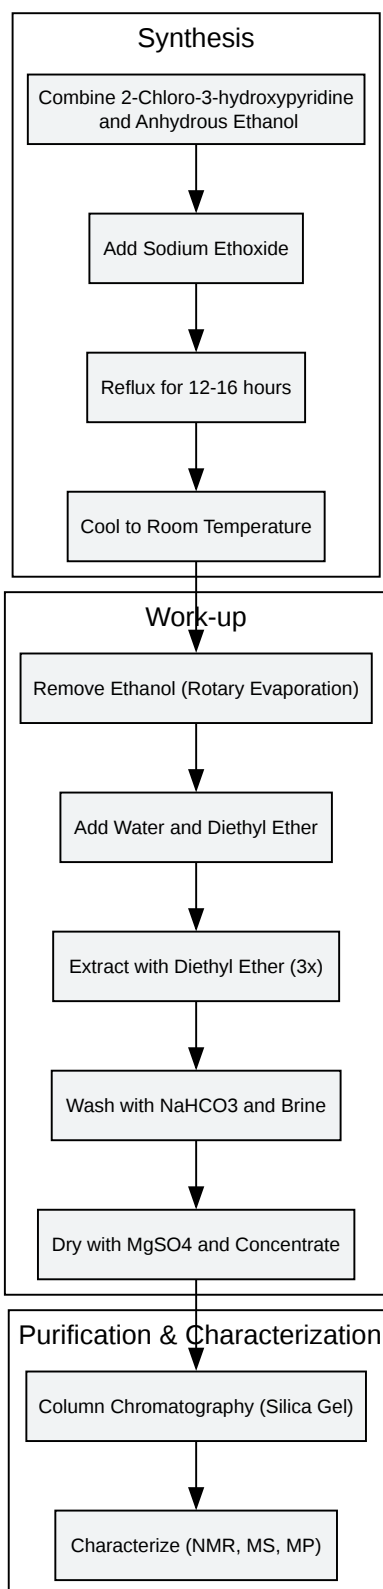 Synthesis
Combine 2-Chloro-3-hydroxypyridine
and Anhydrous Ethanol
Add Sodium Ethoxide
Reflux for 12-16 hours
Cool to Room Temperature
Work-up
Remove Ethanol (Rotary Evaporation)
Add Water and Diethyl Ether
Extract with Diethyl Ether (3x)
Wash with NaHCO3 and Brine
Dry with MgSO4 and Concentrate
Purification & Characterization
Column Chromatography (Silica Gel)
Characterize (NMR, MS, MP)